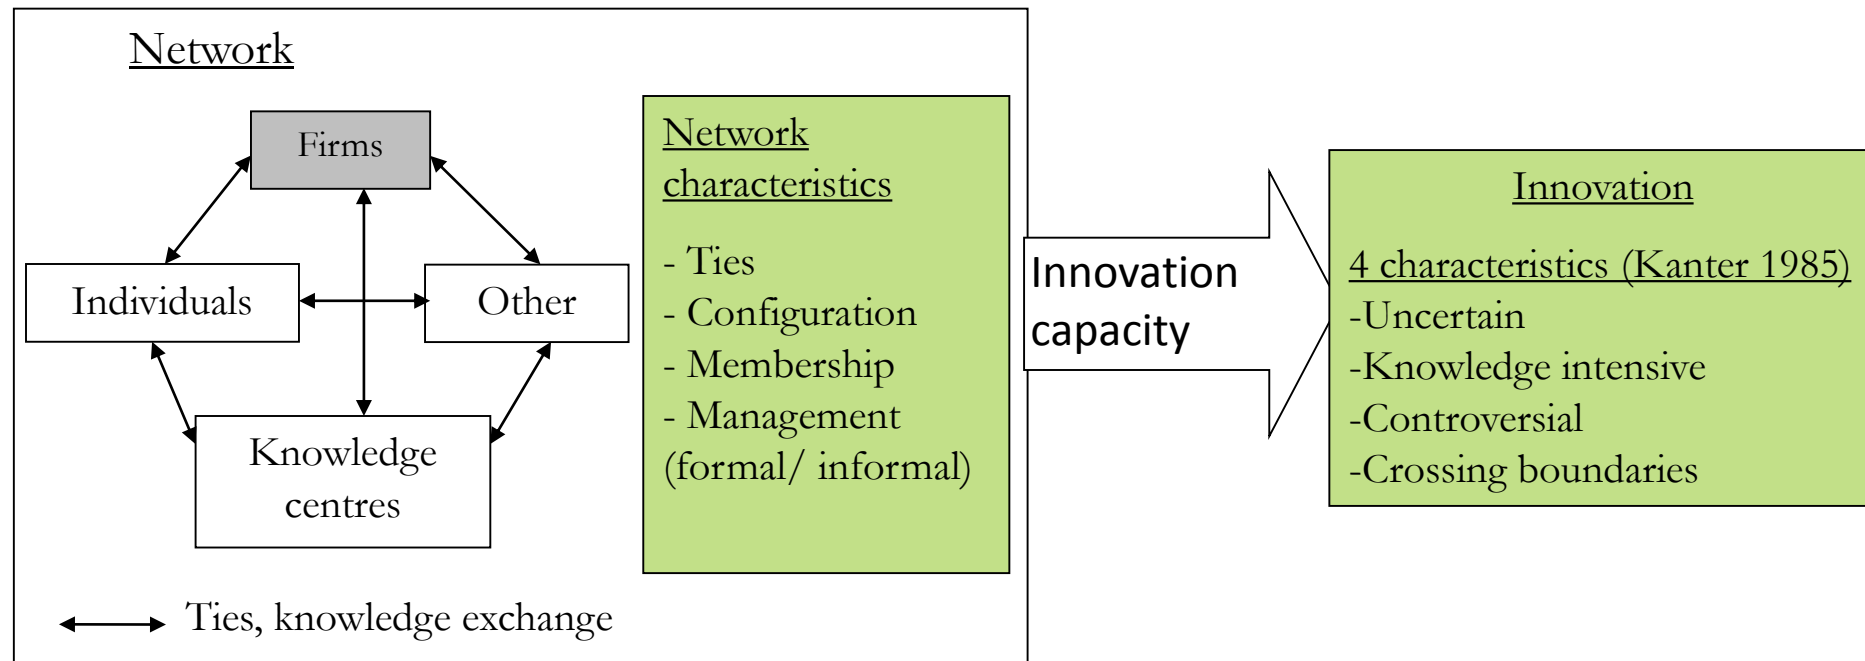 Network
Firms
Individuals
Other
Knowledge
centres
Ties, knowledge exchange
Network
characteristics
- Ties
- Configuration
- Membership
- Management
(formal/ informal)
Innovation
capacity
Innovation
4 characteristics (Kanter 1985)
-Uncertain
-Knowledge intensive
-Controversial
-Crossing boundaries